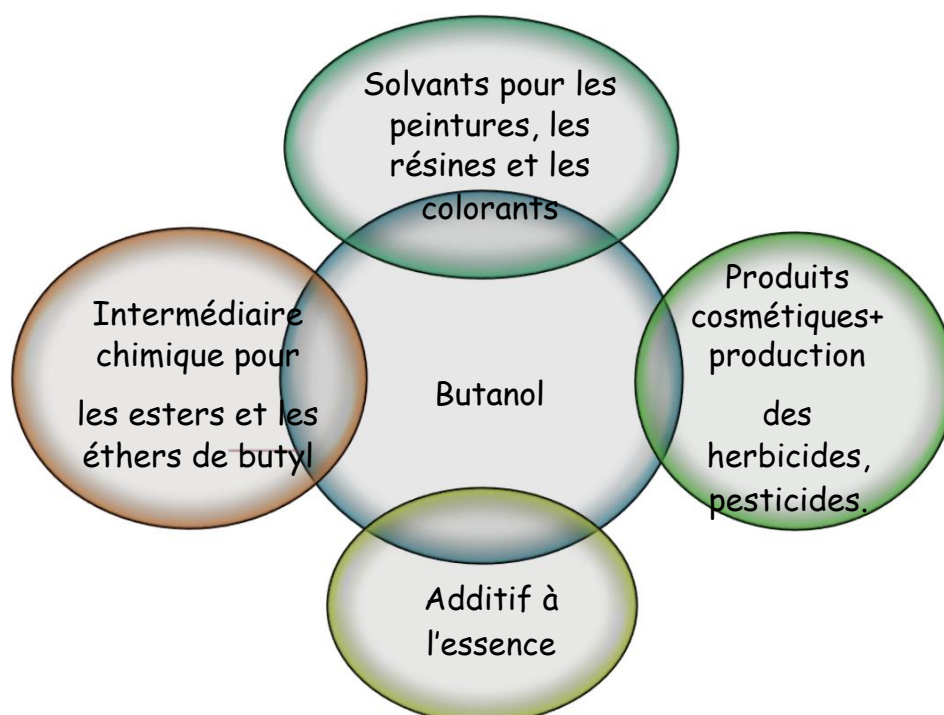 Solvants pour les
peintures, les
résines et les
colorants
Intermédiaire
chimique pour
les esters et les
éthers de butyl
Butanol
Produits
cosmétiques+
production
des
herbicides,
pesticides.
Additif à
l'essence